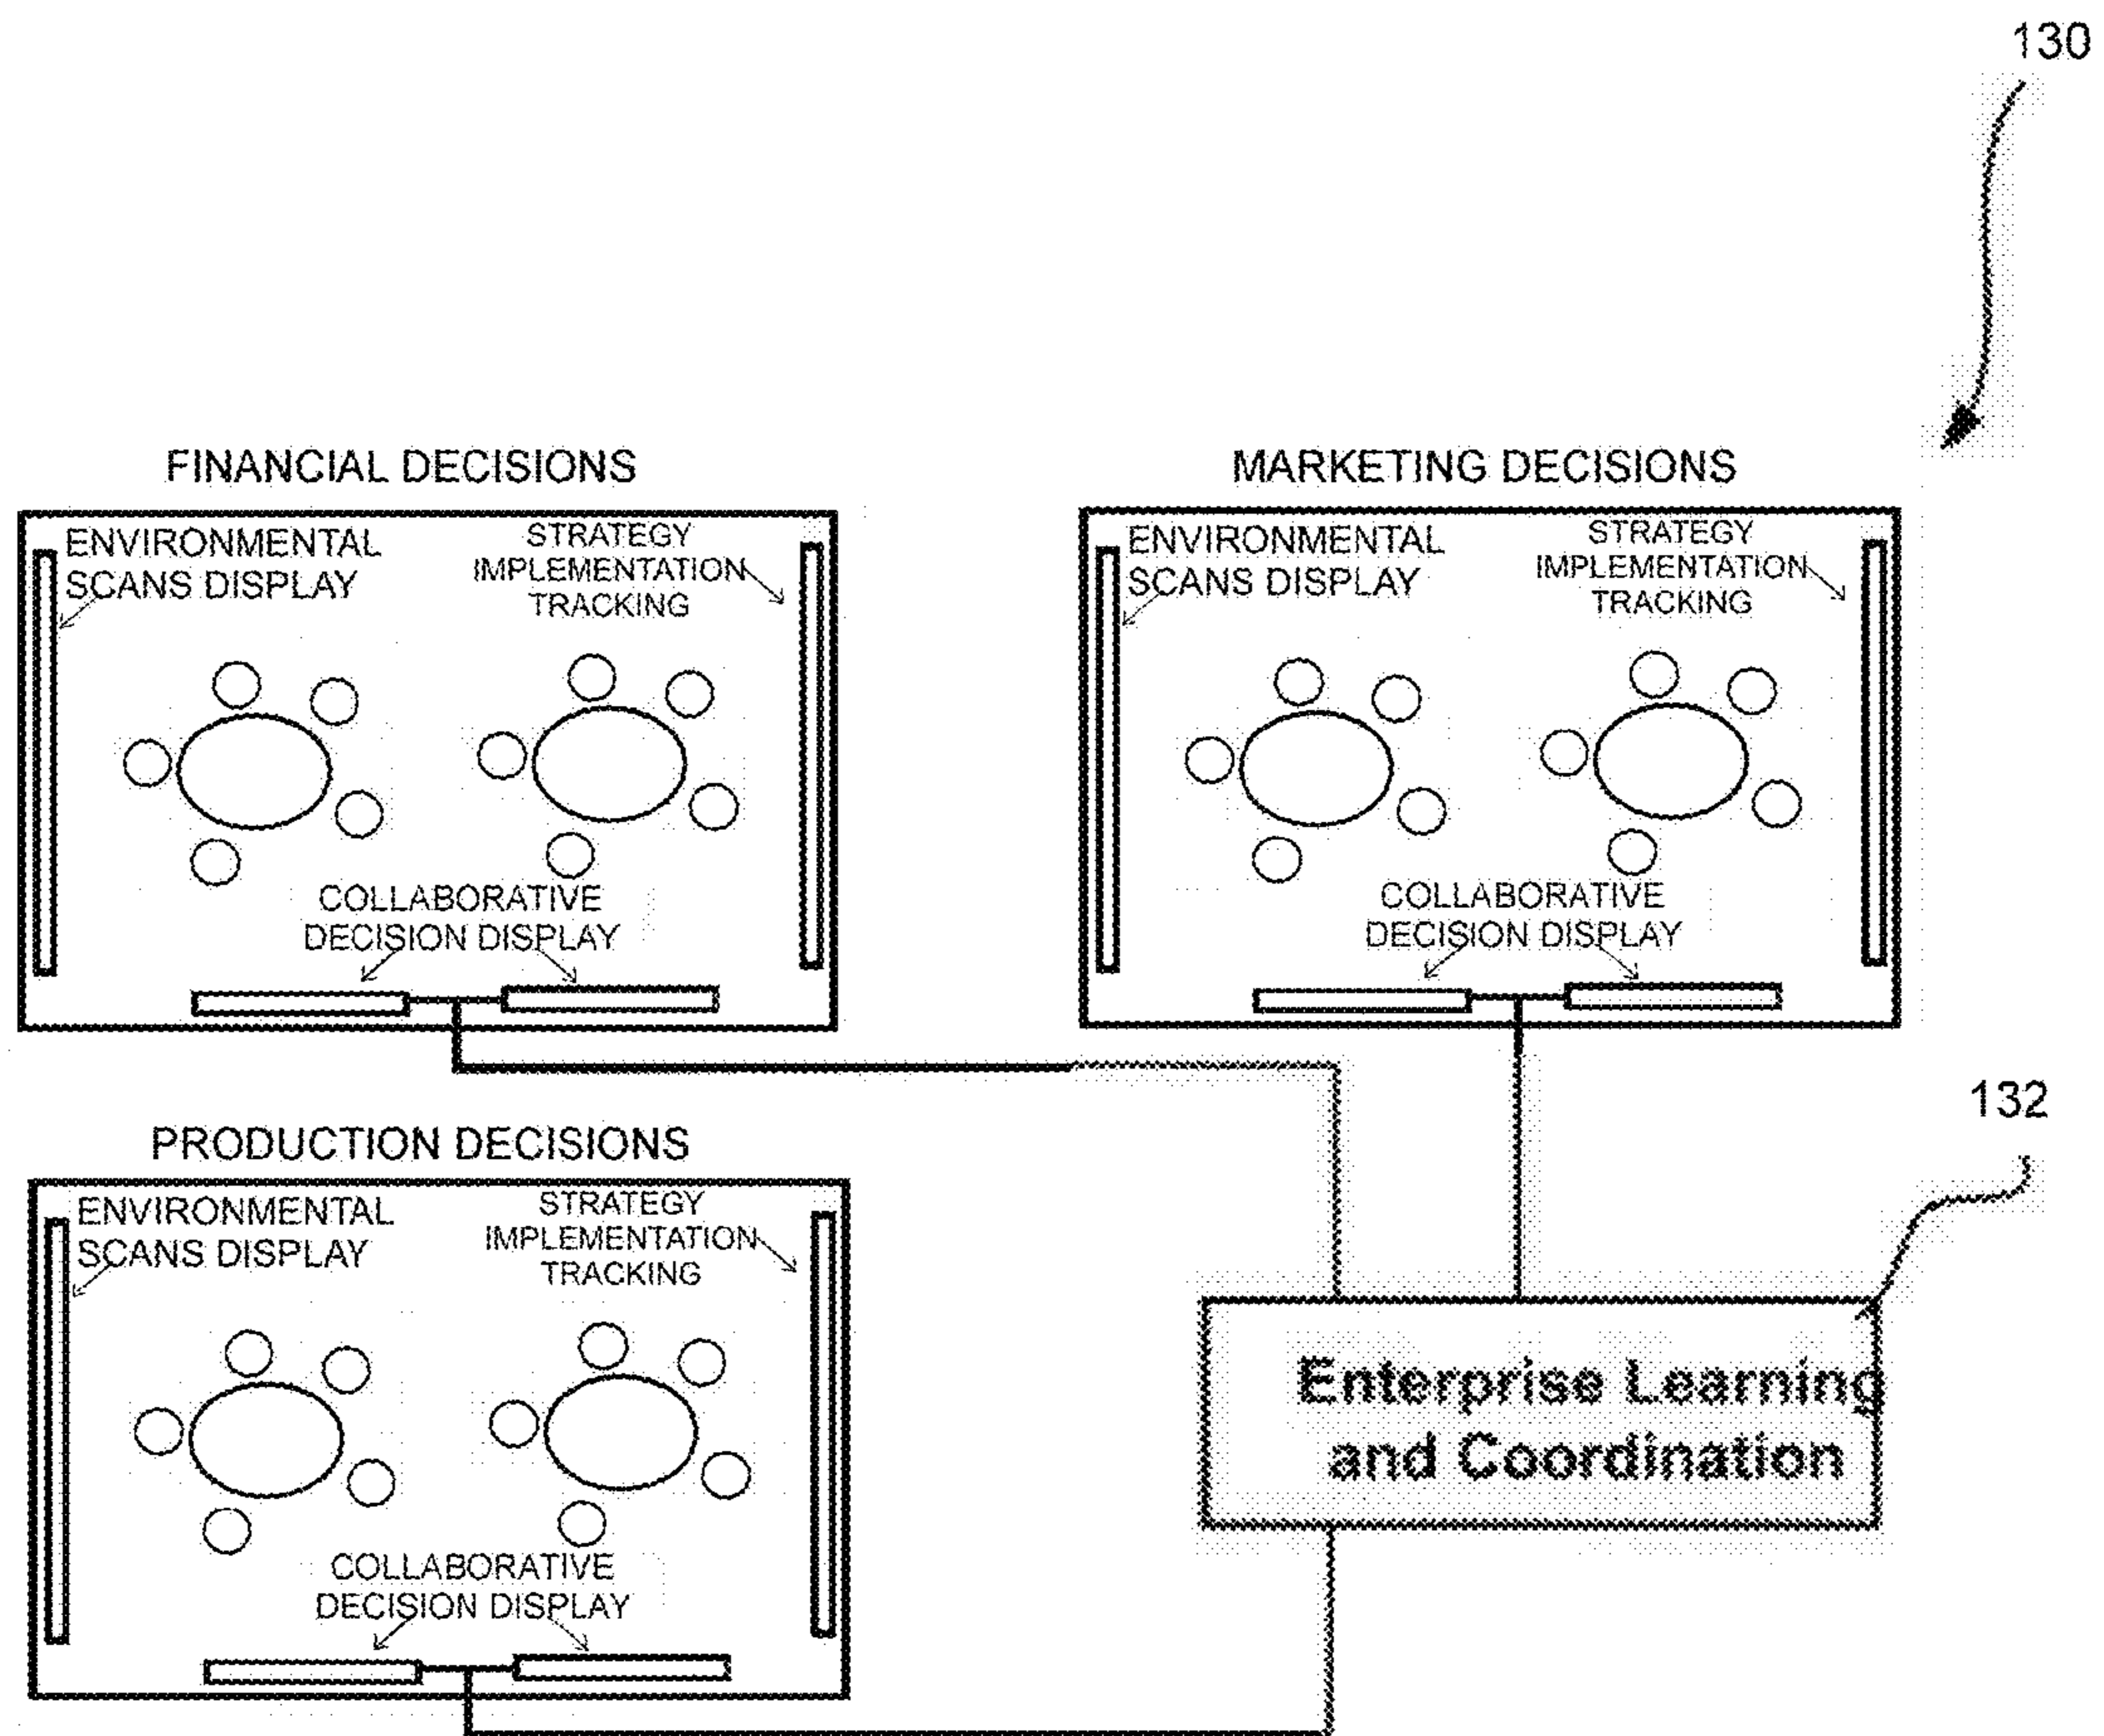 130
FINANCIAL DECISIONS
ENVIRONMENTAL
SCANS DISPLAY
STRATEGY
IMPLEMENTATION
TRACKING
COLLABORATIVE
DECISION DISPLAY
MARKETING DECISIONS
ENVIRONMENTAL
SCANS DISPLAY
STRATEGY
IMPLEMENTATION
TRACKING
COLLABORATIVE
DECISION DISPLAY
PRODUCTION DECISIONS
ENVIRONMENTAL
SCANS DISPLAY
STRATEGY
IMPLEMENTATION
TRACKING
COLLABORATIVE
DECISION DISPLAY
132
Enterprise Learning
and Coordination